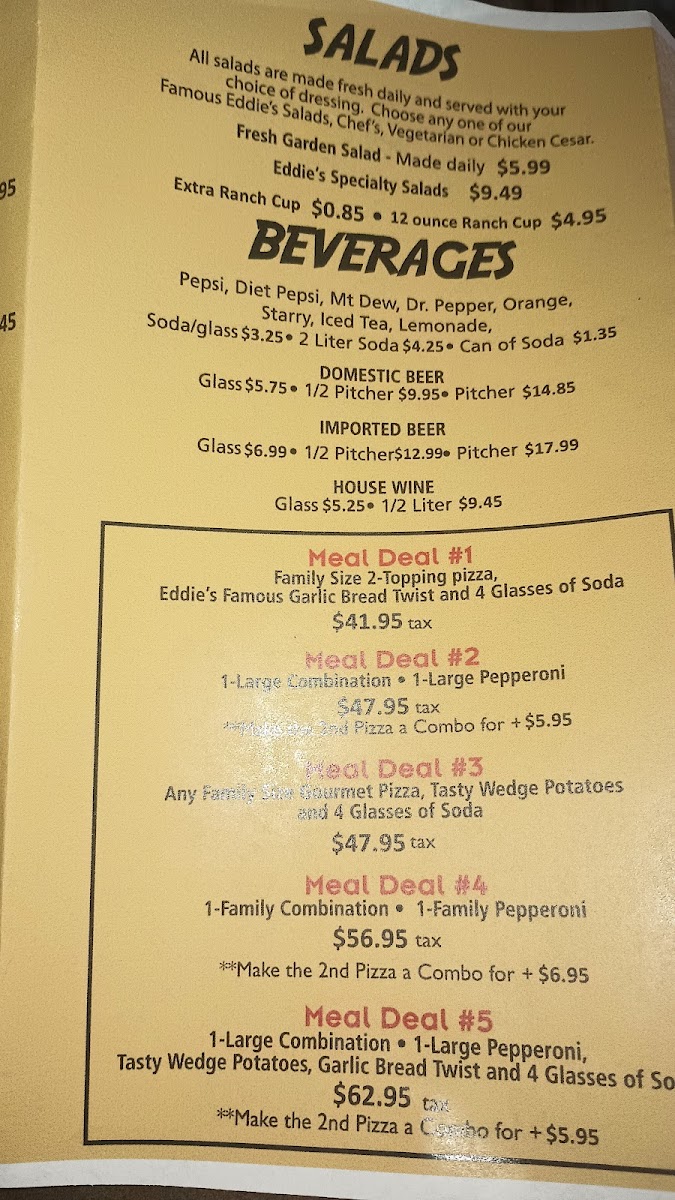 SALADS
All salads are made fresh daily and served with your
choice of dressing. Choose any one of our
Famous Eddie's Salads, Chef's, Vegetarian or Chicken Cesar.
Fresh Garden Salad - Made daily $5.99
Eddie's Specialty Salads $9.49
Extra Ranch Cup $0.85 • 12 ounce Ranch Cup $4.95
95
BEVERAGES
Pepsi, Diet Pepsi, Mt Dew, Dr. Pepper, Orange,
Starry, Iced Tea, Lemonade,
45
Soda/glass $3.25• 2 Liter Soda $4.25• Can of Soda $1.35
DOMESTIC BEER
Glass $5.75• 1/2 Pitcher $9.95• Pitcher $14.85
IMPORTED BEER
Glass $6.99• 1/2 Pitcher$12.99• Pitcher $17.99
HOUSE WINE
Glass $5.25• 1/2 Liter $9.45
Meal Deal #1
Family Size 2-Topping pizza,
Eddie's Famous Garlic Bread Twist and 4 Glasses of Soda
$41.95 tax
Meal Deal #2
1-Large Combination • 1-Large Pepperoni
$47.95 tax
**Make the 2nd Pizza a Combo for + $5.95
Meal Deal #3
Any Family Size Gourmet Pizza, Tasty Wedge Potatoes
and 4 Glasses of Soda
$47.95 tax
Meal Deal #4
1-Family Combination • 1-Family Pepperoni
$56.95 tax
**Make the 2nd Pizza a Combo for + $6.95
Meal Deal #5
1-Large Combination • 1-Large Pepperoni,
Tasty Wedge Potatoes, Garlic Bread Twist and 4 Glasses of So
$62.95 tax
**Make the 2nd Pizza a Combo for + $5.95